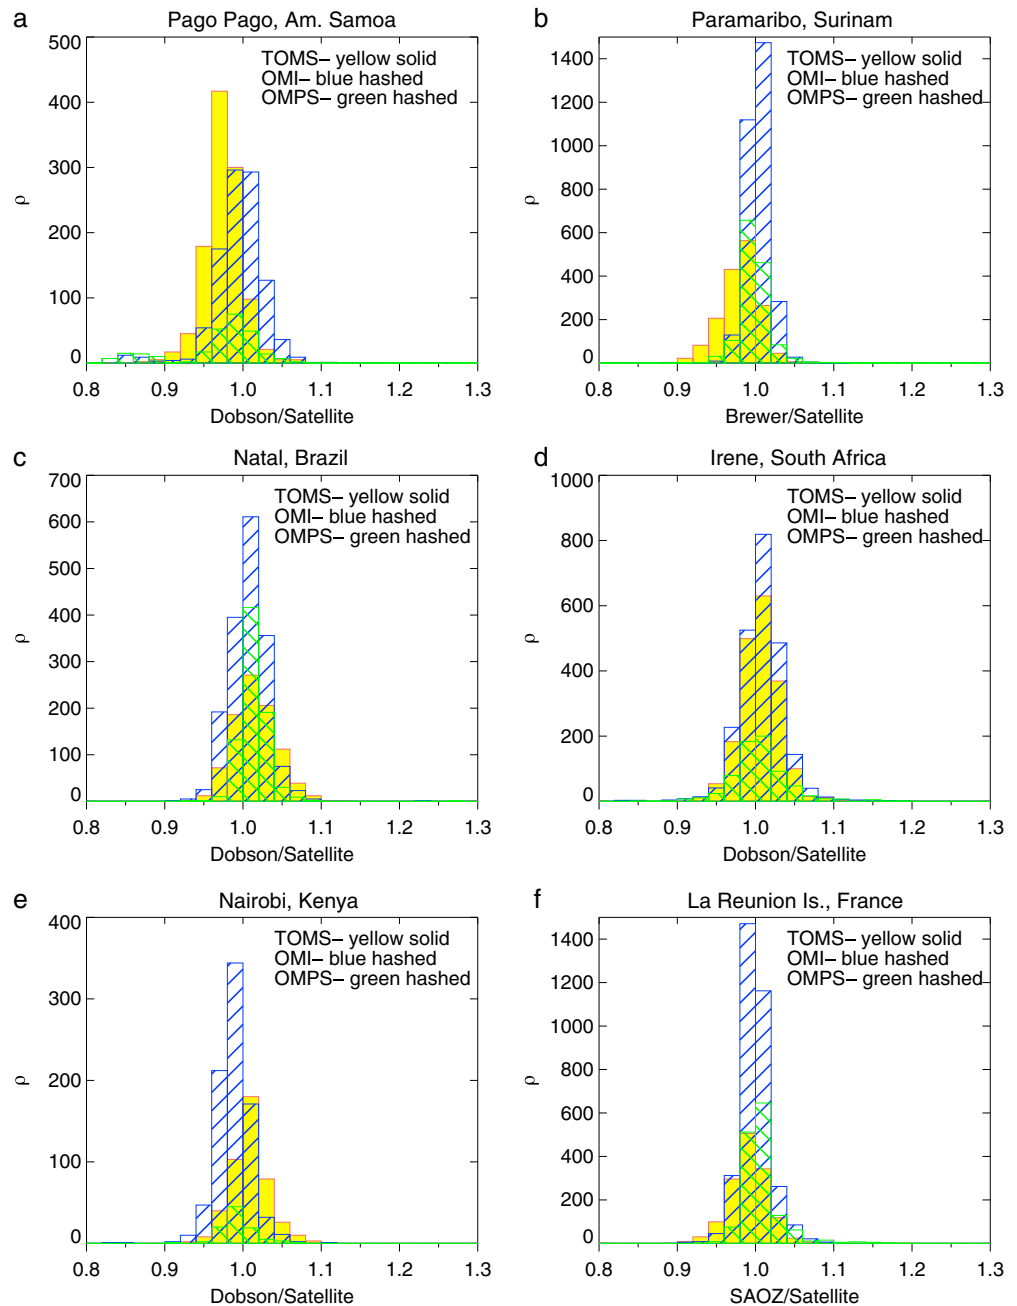 a
Pago Pago, Am. Samoa
500
400
300
200
100
0
ρ
TOMS– yellow solid
OMI– blue hashed
OMPS– green hashed
0.8 0.9 1.0 1.1 1.2 1.3
Dobson/Satellite
b
Paramaribo, Surinam
1400
1200
1000
800
600
400
200
0
ρ
TOMS– yellow solid
OMI– blue hashed
OMPS– green hashed
0.8 0.9 1.0 1.1 1.2 1.3
Brewer/Satellite
c
Natal, Brazil
700
600
500
400
300
200
100
0
ρ
TOMS– yellow solid
OMI– blue hashed
OMPS– green hashed
0.8 0.9 1.0 1.1 1.2 1.3
Dobson/Satellite
d
Irene, South Africa
1000
800
600
400
200
0
ρ
TOMS– yellow solid
OMI– blue hashed
OMPS– green hashed
0.8 0.9 1.0 1.1 1.2 1.3
Dobson/Satellite
e
Nairobi, Kenya
400
300
200
100
0
ρ
TOMS– yellow solid
OMI– blue hashed
OMPS– green hashed
0.8 0.9 1.0 1.1 1.2 1.3
Dobson/Satellite
f
La Reunion Is., France
1400
1200
1000
800
600
400
200
0
ρ
TOMS– yellow solid
OMI– blue hashed
OMPS– green hashed
0.8 0.9 1.0 1.1 1.2 1.3
SAOZ/Satellite